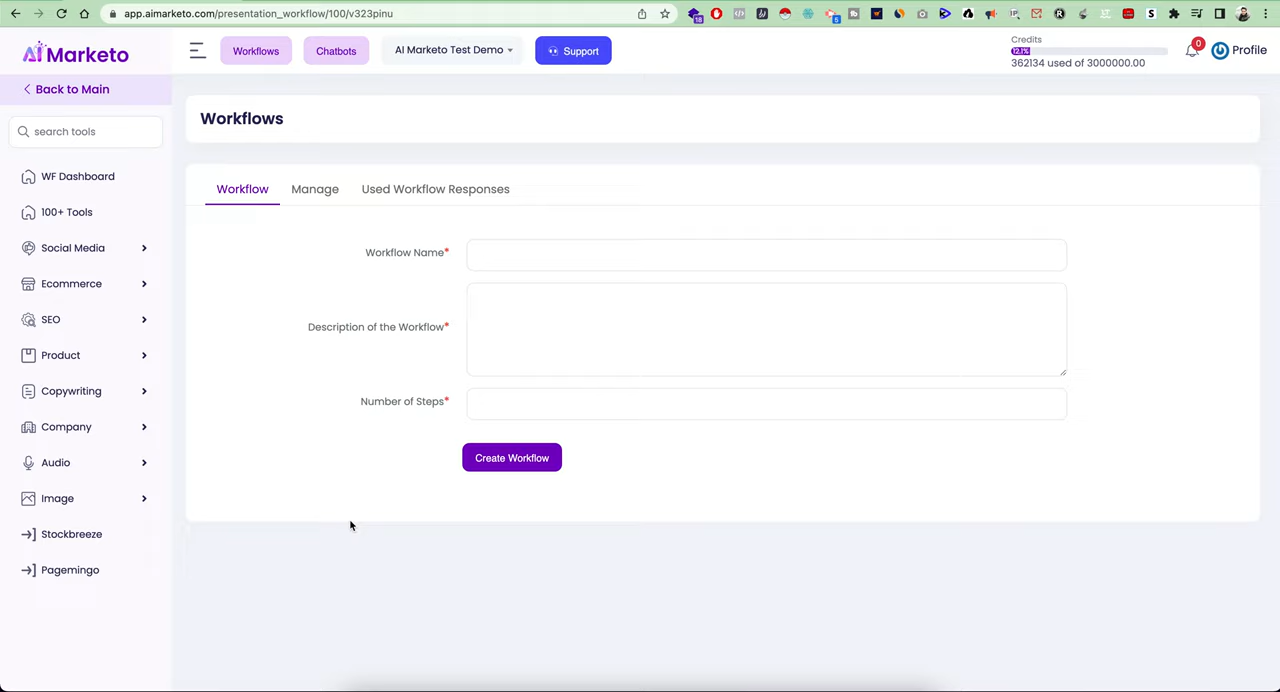 app.aimarketo.com/presentation_workflow/100/v323pinu
AI Marketo
Workflows
Chatbots
AI Marketo Test Demo
Support
Credits
12.1%
362134 used of 3000000.00
0
Profile
Back to Main
search tools
WF Dashboard
100+ Tools
Social Media
Ecommerce
SEO
Product
Copywriting
Company
Audio
Image
Stockbreeze
Pagemingo
Workflows
Workflow
Manage
Used Workflow Responses
Workflow Name*
Description of the Workflow*
Number of Steps*
Create Workflow